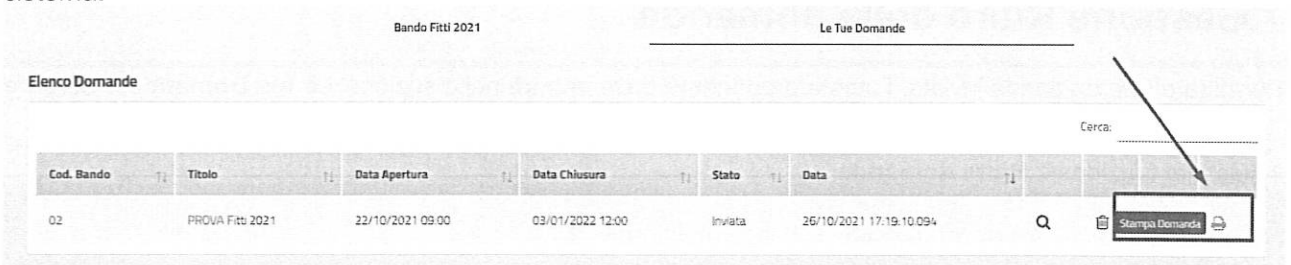 Bando Fitti 2021
Le Tue Domande
Elenco Domande
Cerca:
Cod. Bando Titolo Data Apertura Data Chiusura Stato Data
02 PROVA Fitti 2021 22/10/2021 09:00 03/01/2022 12:00 Inviata 26/10/2021 17:19:10.094 Stampa Domanda